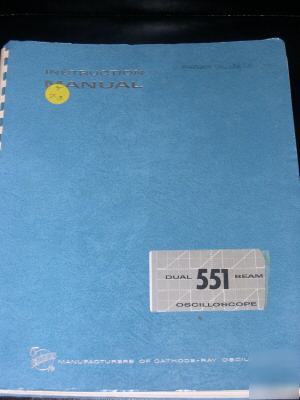 INSTRUCTION
MANUAL
DUAL 551 BEAM
OSCILLOSCOPE
MANUFACTURERS OF CATHODE-RAY OSCIL